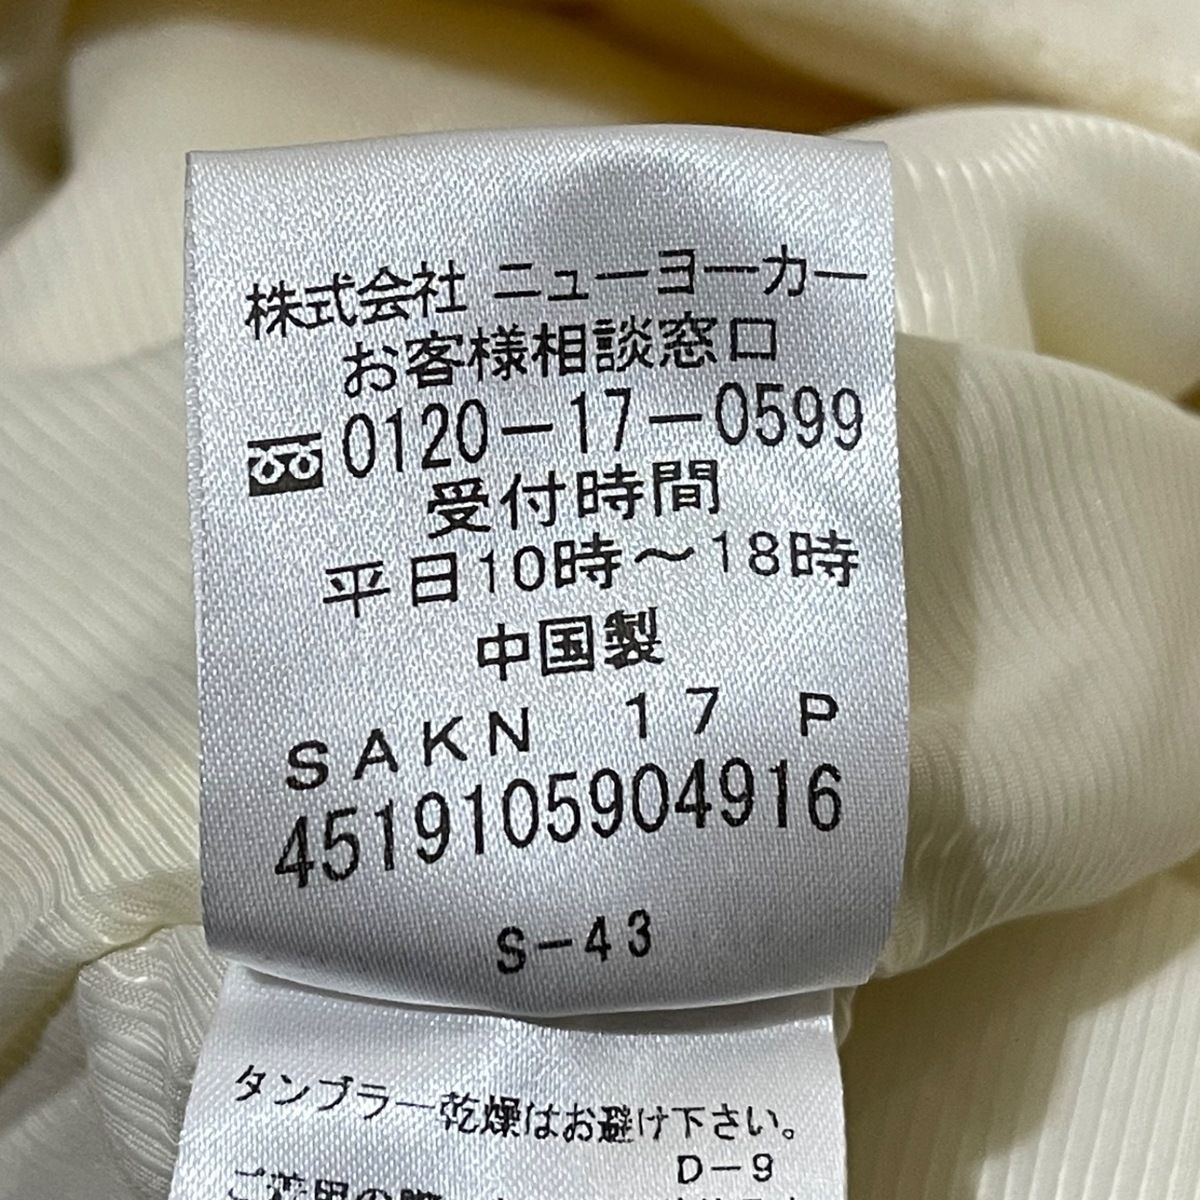 株式会社 ニューヨーカー
お客様相談窓口
0120-17-0599
受付時間
平日10時～18時
中国製
SAKN 17 P
4519105904916
S-43
タンブラー乾燥はお避け下さい。
D-9